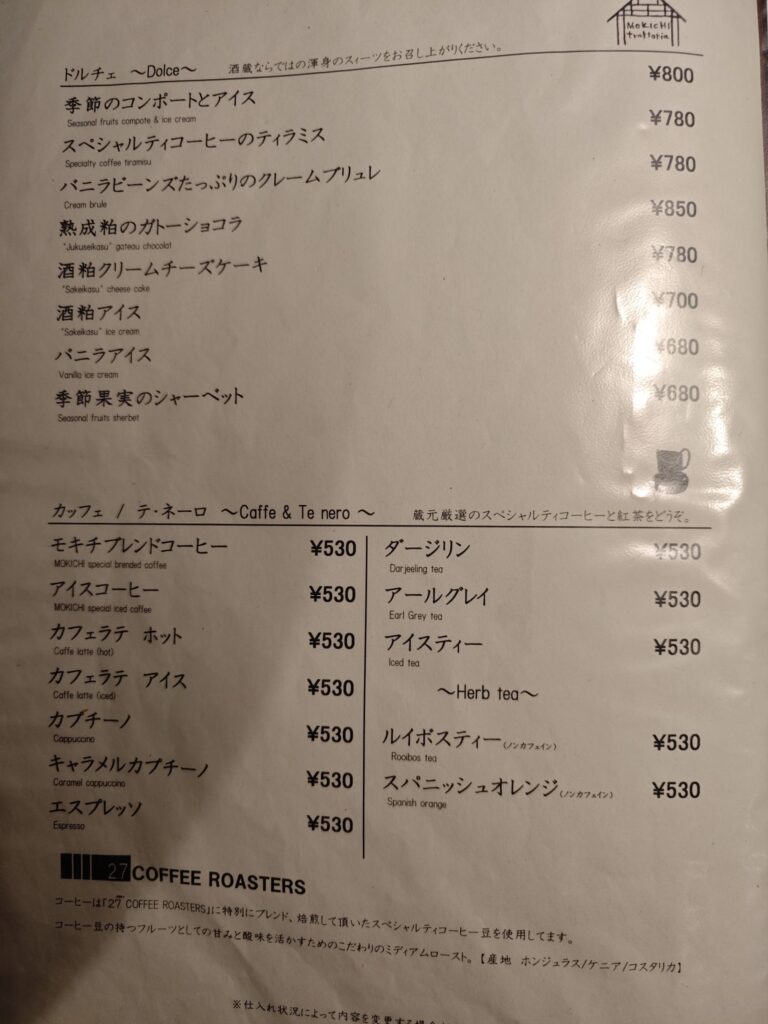 MOKICHI
trattoria
ドルチェ ～Dolce～ 酒蔵ならではの渾身のスィーツをお召し上がりください。
季節のコンポートとアイス ¥800
Seasonal fruits compote & ice cream
スペシャルティコーヒーのティラミス ¥780
Specialty coffee tiramisu
バニラビーンズたっぷりのクレームブリュレ ¥780
Cream brule
熟成粕のガトーショコラ ¥850
"Jukuseikasu" gateau chocolat
酒粕クリームチーズケーキ ¥780
"Sakeikasu" cheese cake
酒粕アイス ¥700
"Sakeikasu" ice cream
バニラアイス ¥680
Vanilla ice cream
季節果実のシャーベット ¥680
Seasonal fruits sherbet
カッフェ / テ・ネーロ ～Caffe & Te nero ～ 蔵元厳選のスペシャルティコーヒーと紅茶をどうぞ。
モキチブレンドコーヒー ¥530
MOKICHI special brended coffee
アイスコーヒー ¥530
MOKICHI special iced coffee
カフェラテ ホット ¥530
Caffe latte (hot)
カフェラテ アイス ¥530
Caffe latte (iced)
カプチーノ ¥530
Cappuccino
キャラメルカプチーノ ¥530
Caramel cappuccino
エスプレッソ ¥530
Espresso
ダージリン ¥530
Darjeeling tea
アールグレイ ¥530
Earl Grey tea
アイスティー ¥530
Iced tea
～Herb tea～
ルイボスティー(ノンカフェイン) ¥530
Rooibos tea
スパニッシュオレンジ(ノンカフェイン) ¥530
Spanish orange
27 COFFEE ROASTERS
コーヒーは「27 COFFEE ROASTERS」に特別にブレンド、焙煎して頂いたスペシャルティコーヒー豆を使用してます。
コーヒー豆の持つフルーツとしての甘みと酸味を活かすためのこだわりのミディアムロースト。【産地 ホンジュラス/ケニア/コスタリカ】
※仕入れ状況によって内容を変更する場合